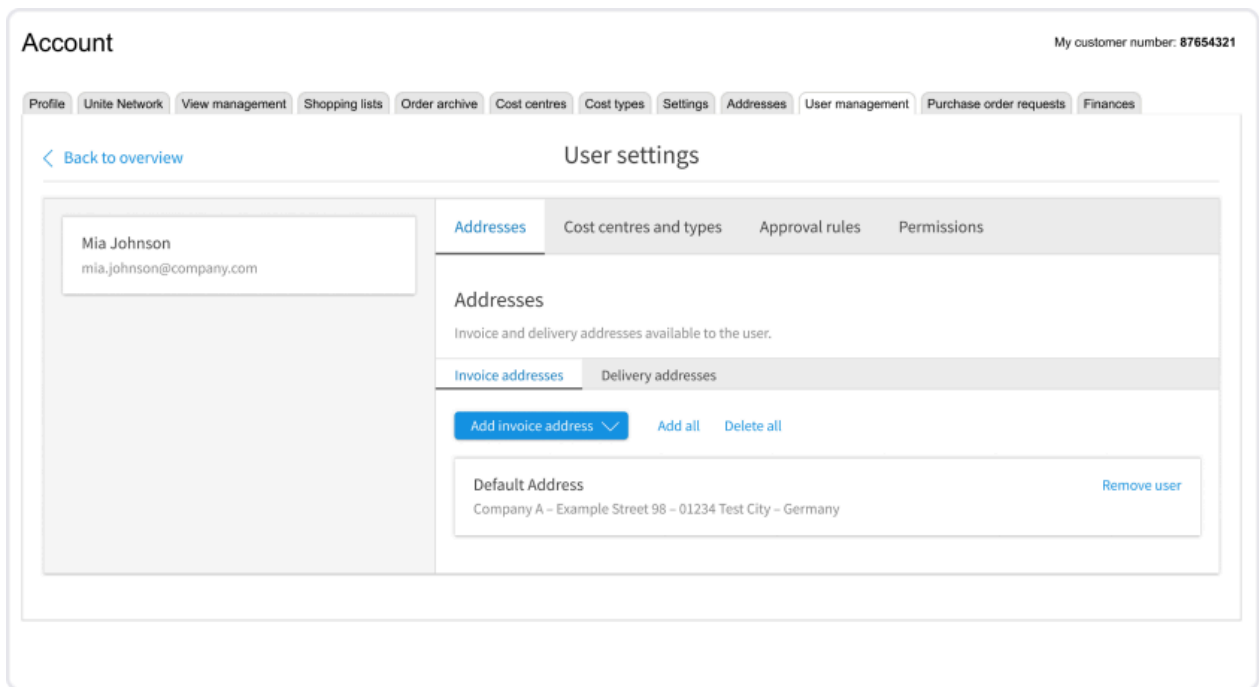 Account
My customer number: 87654321
Profile Unite Network View management Shopping lists Order archive Cost centres Cost types Settings Addresses User management Purchase order requests Finances
Back to overview
User settings
Mia Johnson
mia.johnson@company.com
Addresses Cost centres and types Approval rules Permissions
Addresses
Invoice and delivery addresses available to the user.
Invoice addresses Delivery addresses
Add invoice address Add all Delete all
Default Address
Remove user
Company A – Example Street 98 – 01234 Test City – Germany